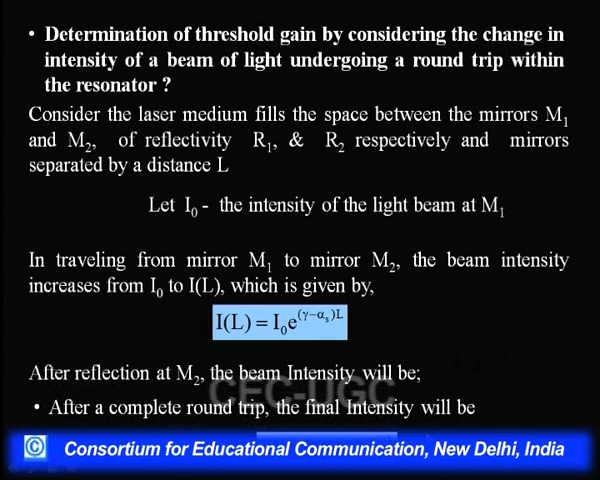 • Determination of threshold gain by considering the change in
intensity of a beam of light undergoing a round trip within
the resonator ?
Consider the laser medium fills the space between the mirrors M₁
and M₂, of reflectivity R₁, & R₂ respectively and mirrors
separated by a distance L
Let I₀ - the intensity of the light beam at M₁
In traveling from mirror M₁ to mirror M₂, the beam intensity
increases from I₀ to I(L), which is given by,
I(L) = I₀e^(γ−αₛ)L
After reflection at M₂, the beam Intensity will be;
CEC-UGC
• After a complete round trip, the final Intensity will be
© Consortium for Educational Communication, New Delhi, India